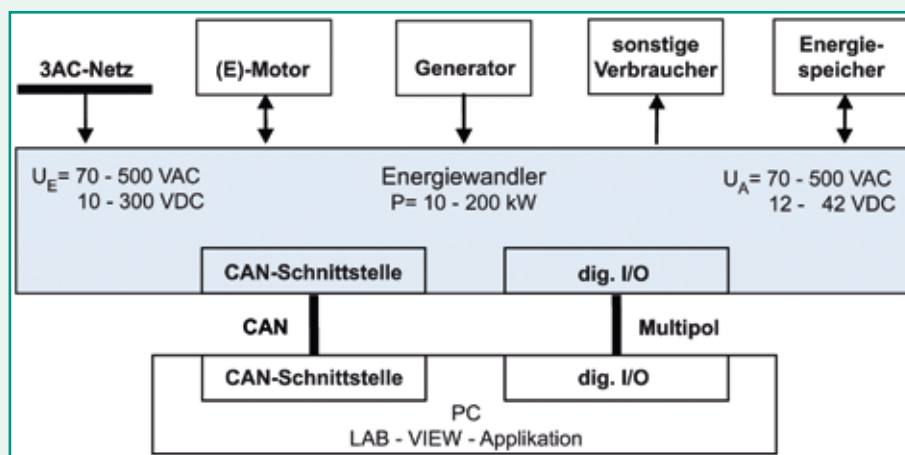 3AC-Netz
(E)-Motor
Generator
sonstige
Verbraucher
Energie-
speicher
U_E= 70 - 500 VAC
10 - 300 VDC
Energiewandler
P= 10 - 200 kW
U_A= 70 - 500 VAC
12 - 42 VDC
CAN-Schnittstelle
dig. I/O
CAN
Multipol
CAN-Schnittstelle
dig. I/O
PC
LAB - VIEW - Applikation